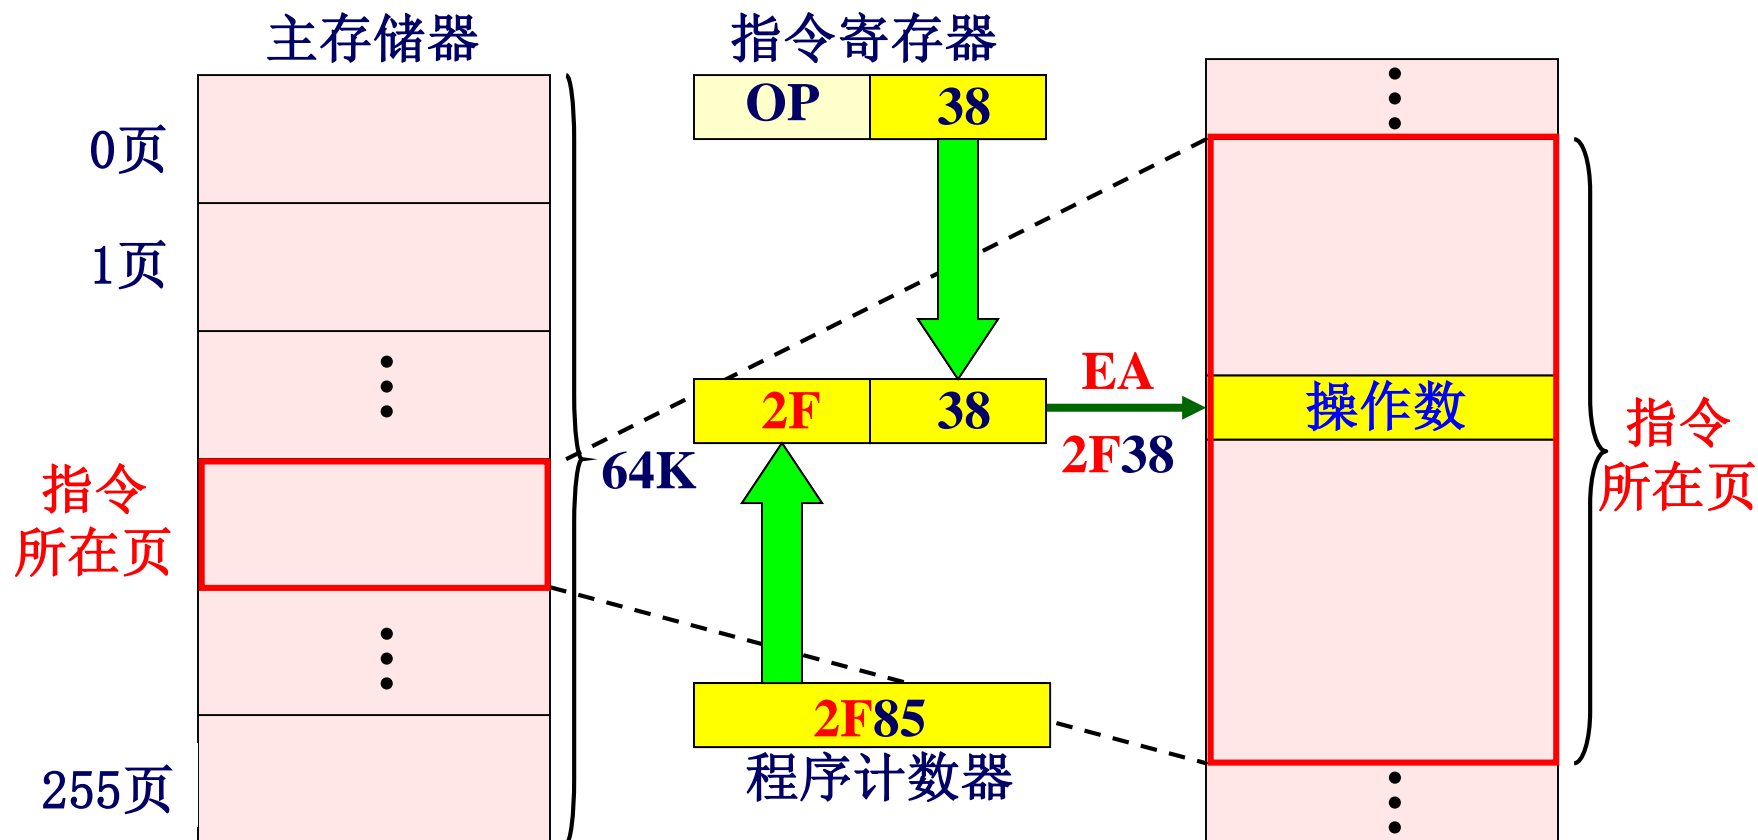 主存储器
指令寄存器
OP
38
0页
1页
2F
38
EA
2F38
操作数
64K
指令
所在页
指令
所在页
2F85
程序计数器
255页